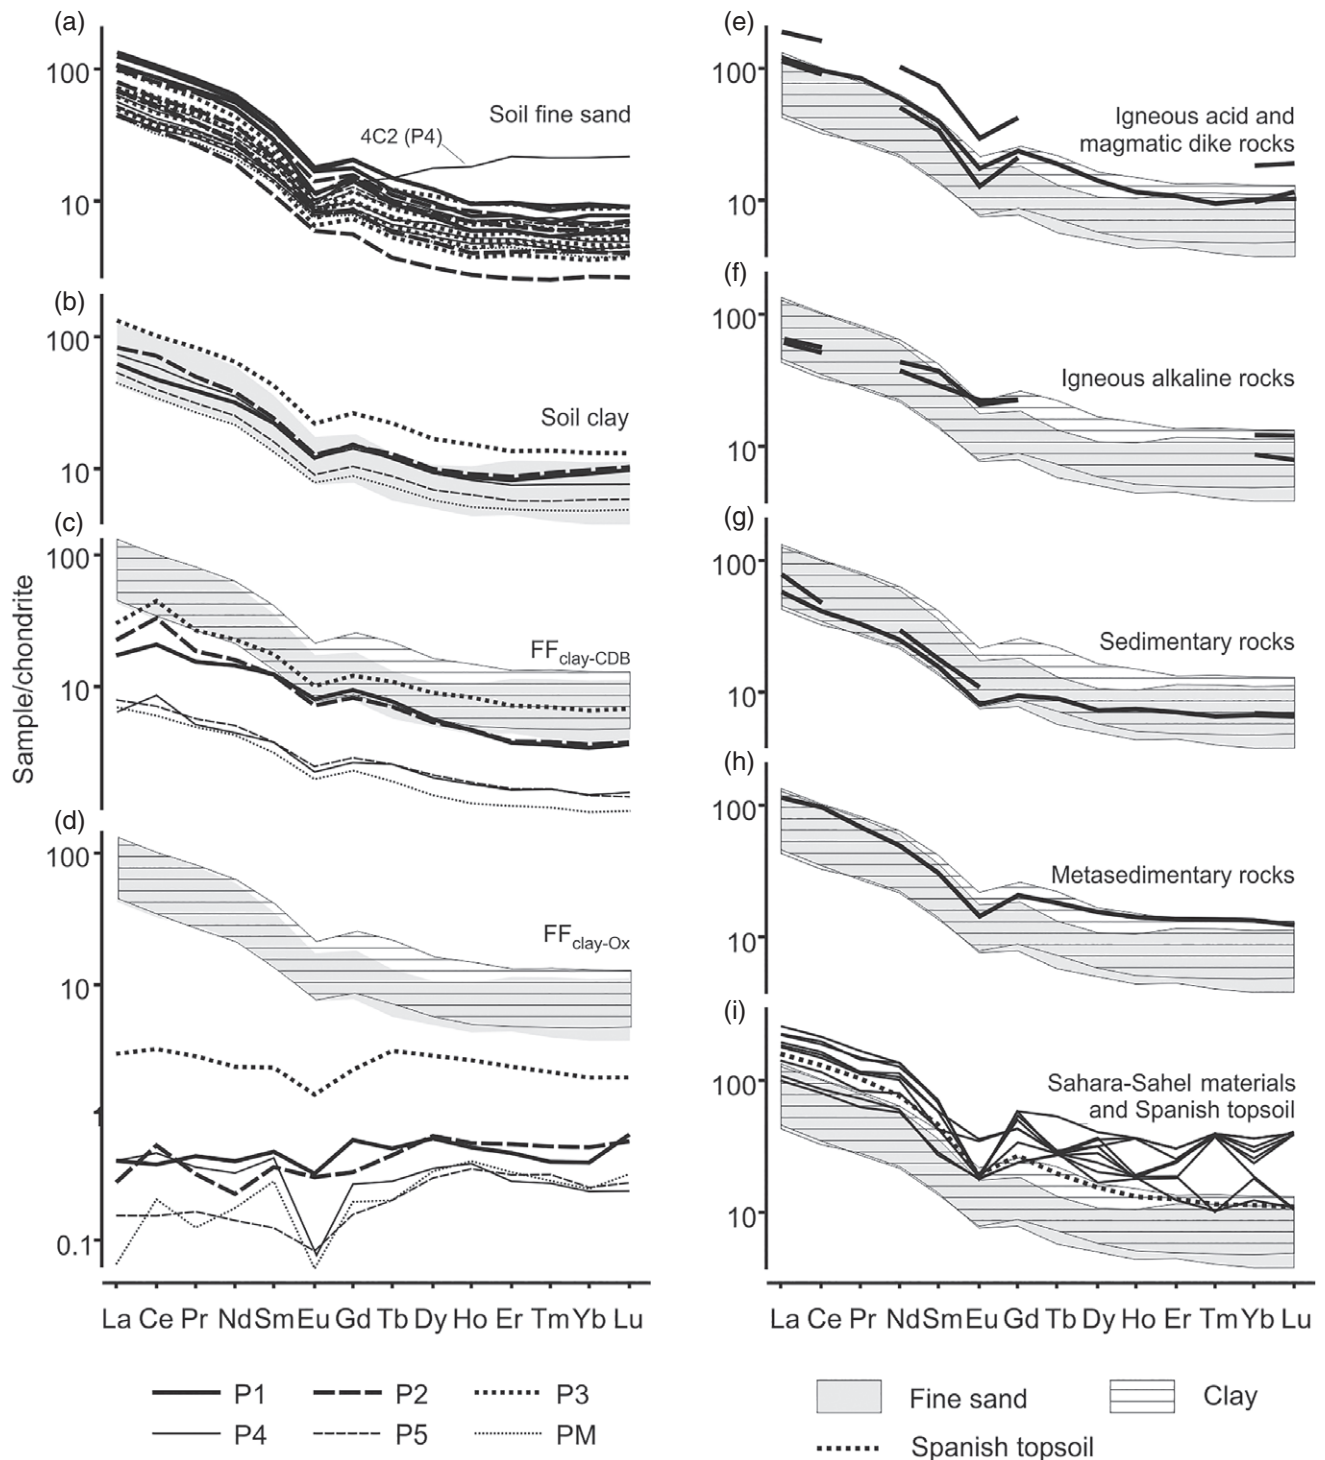 (a)
100
10
Soil fine sand
4C2 (P4)
(b)
100
10
Soil clay
(c)
100
10
FFclay-CDB
Sample/chondrite
(d)
100
10
1
0.1
FFclay-Ox
La Ce Pr Nd Sm Eu Gd Tb Dy Ho Er Tm Yb Lu
P1 P2 P3
P4 P5 PM
(e)
100
10
Igneous acid and
magmatic dike rocks
(f)
100
10
Igneous alkaline rocks
(g)
100
10
Sedimentary rocks
(h)
100
10
Metasedimentary rocks
(i)
100
10
Sahara-Sahel materials
and Spanish topsoil
La Ce Pr Nd Sm Eu Gd Tb Dy Ho Er Tm Yb Lu
Fine sand Clay
Spanish topsoil